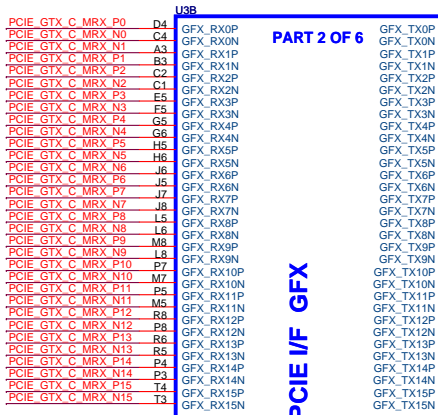 U3B
PART 2 OF 6
PCIE I/F GFX
PCIE_GTX_C_MRX_P0 D4 GFX_RX0P GFX_TX0P
PCIE_GTX_C_MRX_N0 C4 GFX_RX0N GFX_TX0N
PCIE_GTX_C_MRX_N1 A3 GFX_RX1P GFX_TX1P
PCIE_GTX_C_MRX_P1 B3 GFX_RX1N GFX_TX1N
PCIE_GTX_C_MRX_P2 C2 GFX_RX2P GFX_TX2P
PCIE_GTX_C_MRX_N2 C1 GFX_RX2N GFX_TX2N
PCIE_GTX_C_MRX_P3 E5 GFX_RX3P GFX_TX3P
PCIE_GTX_C_MRX_N3 F5 GFX_RX3N GFX_TX3N
PCIE_GTX_C_MRX_P4 G5 GFX_RX4P GFX_TX4P
PCIE_GTX_C_MRX_N4 G6 GFX_RX4N GFX_TX4N
PCIE_GTX_C_MRX_P5 H5 GFX_RX5P GFX_TX5P
PCIE_GTX_C_MRX_N5 H6 GFX_RX5N GFX_TX5N
PCIE_GTX_C_MRX_N6 J6 GFX_RX6P GFX_TX6P
PCIE_GTX_C_MRX_P6 J5 GFX_RX6N GFX_TX6N
PCIE_GTX_C_MRX_P7 J7 GFX_RX7P GFX_TX7P
PCIE_GTX_C_MRX_N7 J8 GFX_RX7N GFX_TX7N
PCIE_GTX_C_MRX_P8 L5 GFX_RX8P GFX_TX8P
PCIE_GTX_C_MRX_N8 L6 GFX_RX8N GFX_TX8N
PCIE_GTX_C_MRX_P9 M8 GFX_RX9P GFX_TX9P
PCIE_GTX_C_MRX_N9 L8 GFX_RX9N GFX_TX9N
PCIE_GTX_C_MRX_P10 P7 GFX_RX10P GFX_TX10P
PCIE_GTX_C_MRX_N10 M7 GFX_RX10N GFX_TX10N
PCIE_GTX_C_MRX_P11 P5 GFX_RX11P GFX_TX11P
PCIE_GTX_C_MRX_N11 M5 GFX_RX11N GFX_TX11N
PCIE_GTX_C_MRX_P12 R8 GFX_RX12P GFX_TX12P
PCIE_GTX_C_MRX_N12 P8 GFX_RX12N GFX_TX12N
PCIE_GTX_C_MRX_P13 R6 GFX_RX13P GFX_TX13P
PCIE_GTX_C_MRX_N13 R5 GFX_RX13N GFX_TX13N
PCIE_GTX_C_MRX_P14 P4 GFX_RX14P GFX_TX14P
PCIE_GTX_C_MRX_N14 P3 GFX_RX14N GFX_TX14N
PCIE_GTX_C_MRX_P15 T4 GFX_RX15P GFX_TX15P
PCIE_GTX_C_MRX_N15 T3 GFX_RX15N GFX_TX15N